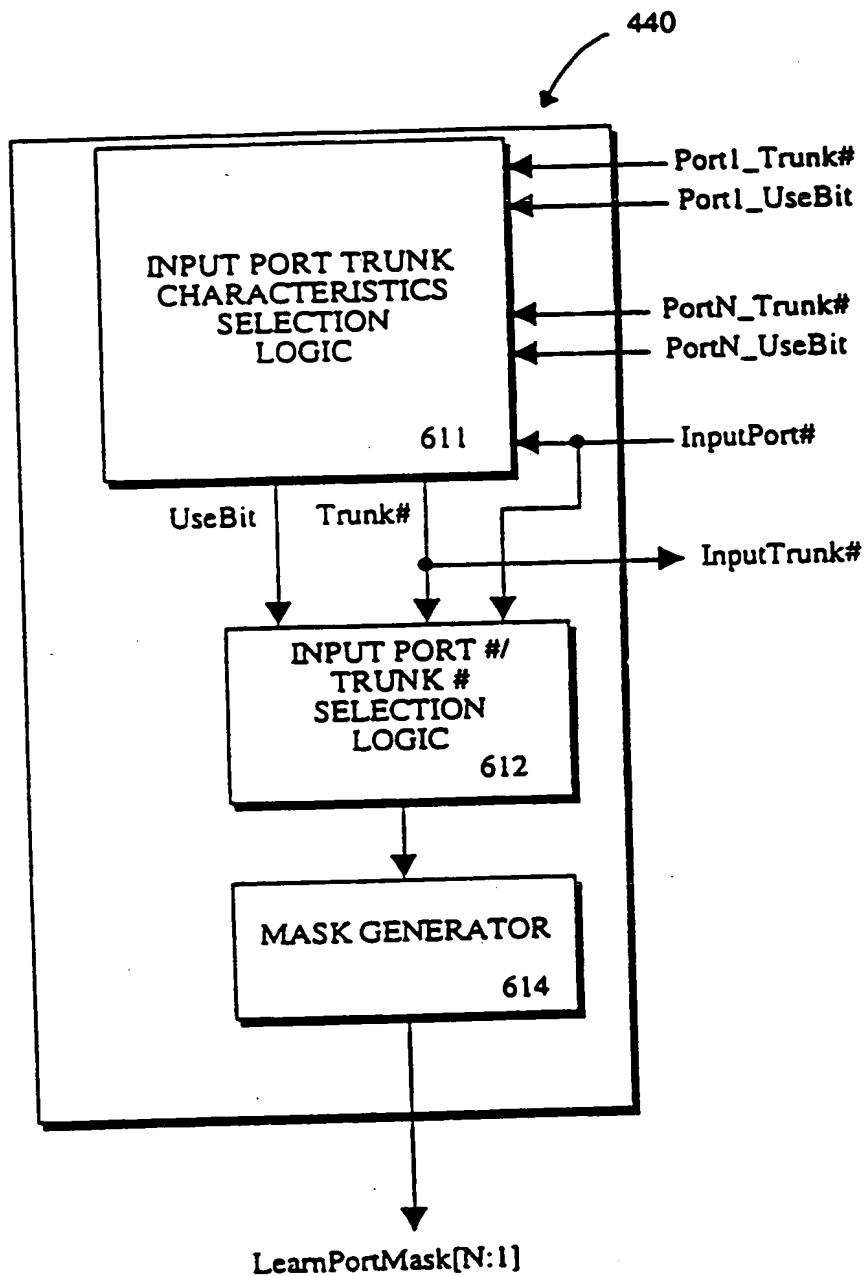 440
Port1_Trunk#
Port1_UseBit
INPUT PORT TRUNK
CHARACTERISTICS
SELECTION
LOGIC
PortN_Trunk#
PortN_UseBit
611
InputPort#
UseBit
Trunk#
InputTrunk#
INPUT PORT #/
TRUNK #
SELECTION
LOGIC
612
MASK GENERATOR
614
LearnPortMask[N:1]